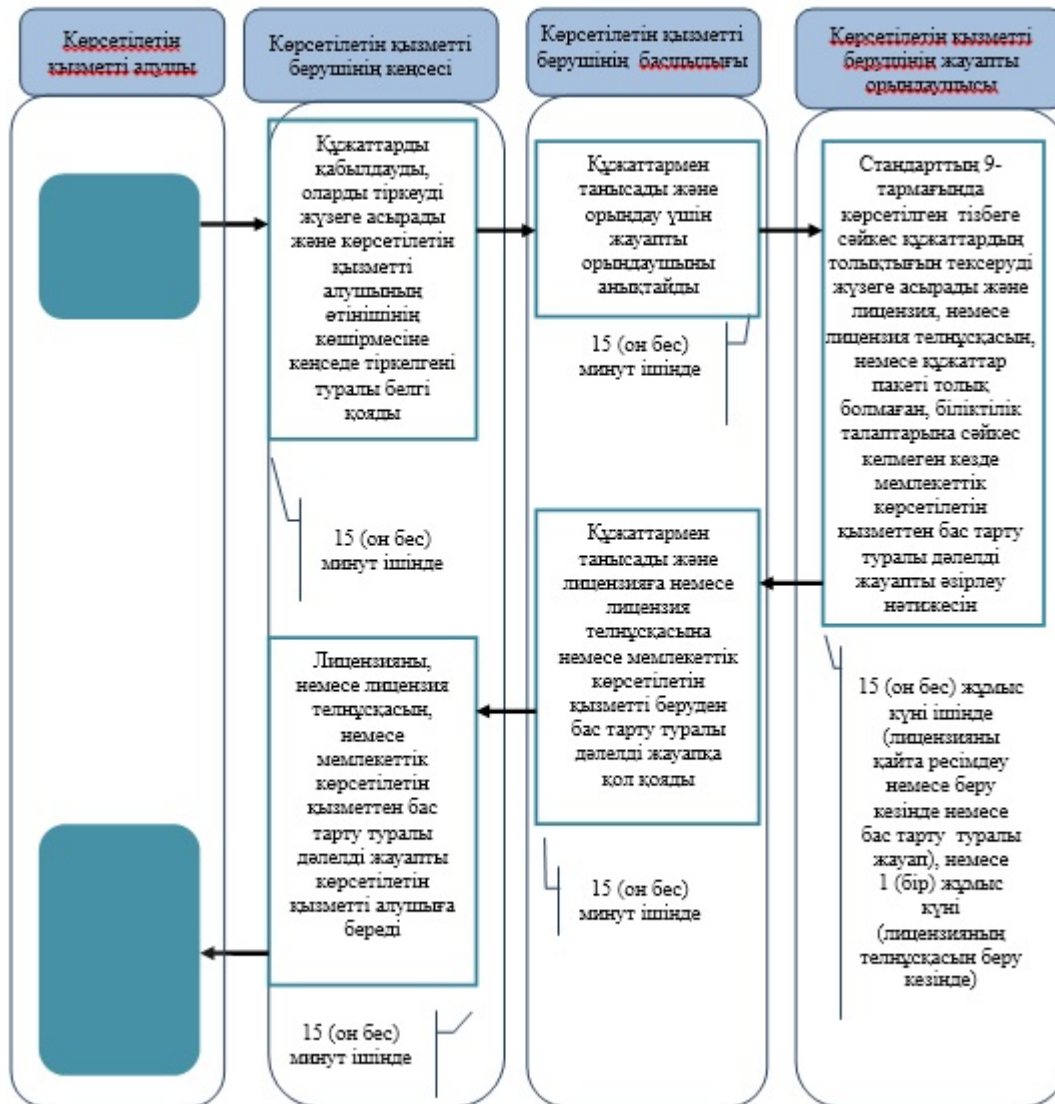 Көрсетілетін
қызметті алушы
Көрсетілетін қызметті
берушінің кеңсесі
Көрсетілетін қызметті
берушінің басшылығы
Көрсетілетін қызметті
берушінің жауапты
орындаушысы
Құжаттарды
қабылдауды,
оларды тіркеуді
жүзеге асырады
және көрсетілетін
қызметті
алушының
өтінішінің
көшірмесіне
кеңседе тіркелгені
туралы белгі
қояды
15 (он бес)
минут ішінде
Құжаттармен
танысады және
орындау үшін
жауапты
орындаушыны
анықтайды
15 (он бес)
минут ішінде
Стандарттың 9-
тармағында
көрсетілген тізбеге
сәйкес құжаттардың
толықтығын тексеруді
жүзеге асырады және
лицензия, немесе
лицензия телнұсқасын,
немесе құжаттар
пакеті толық
болмаған, біліктілік
талаптарына сәйкес
келмеген кезде
мемлекеттік
көрсетілетін
қызметтен бас тарту
туралы дәлелді
жауапты әзірлеу
нәтижесін
15 (он бес) жұмыс
күні ішінде
(лицензияны
қайта ресімдеу
немесе беру
кезінде немесе
бас тарту туралы
жауап), немесе
1 (бір) жұмыс
күні
(лицензияның
телнұсқасын беру
кезінде)
Құжаттармен
танысады және
лицензияға немесе
лицензия
телнұсқасына
немесе мемлекеттік
көрсетілетін
қызметті беруден
бас тарту туралы
дәлелді жауапқа
қол қояды
15 (он бес)
минут ішінде
Лицензияны,
немесе лицензия
телнұсқасын,
немесе
мемлекеттік
көрсетілетін
қызметтен бас
тарту туралы
дәлелді жауапты
көрсетілетін
қызметті алушыға
береді
15 (он бес)
минут ішінде